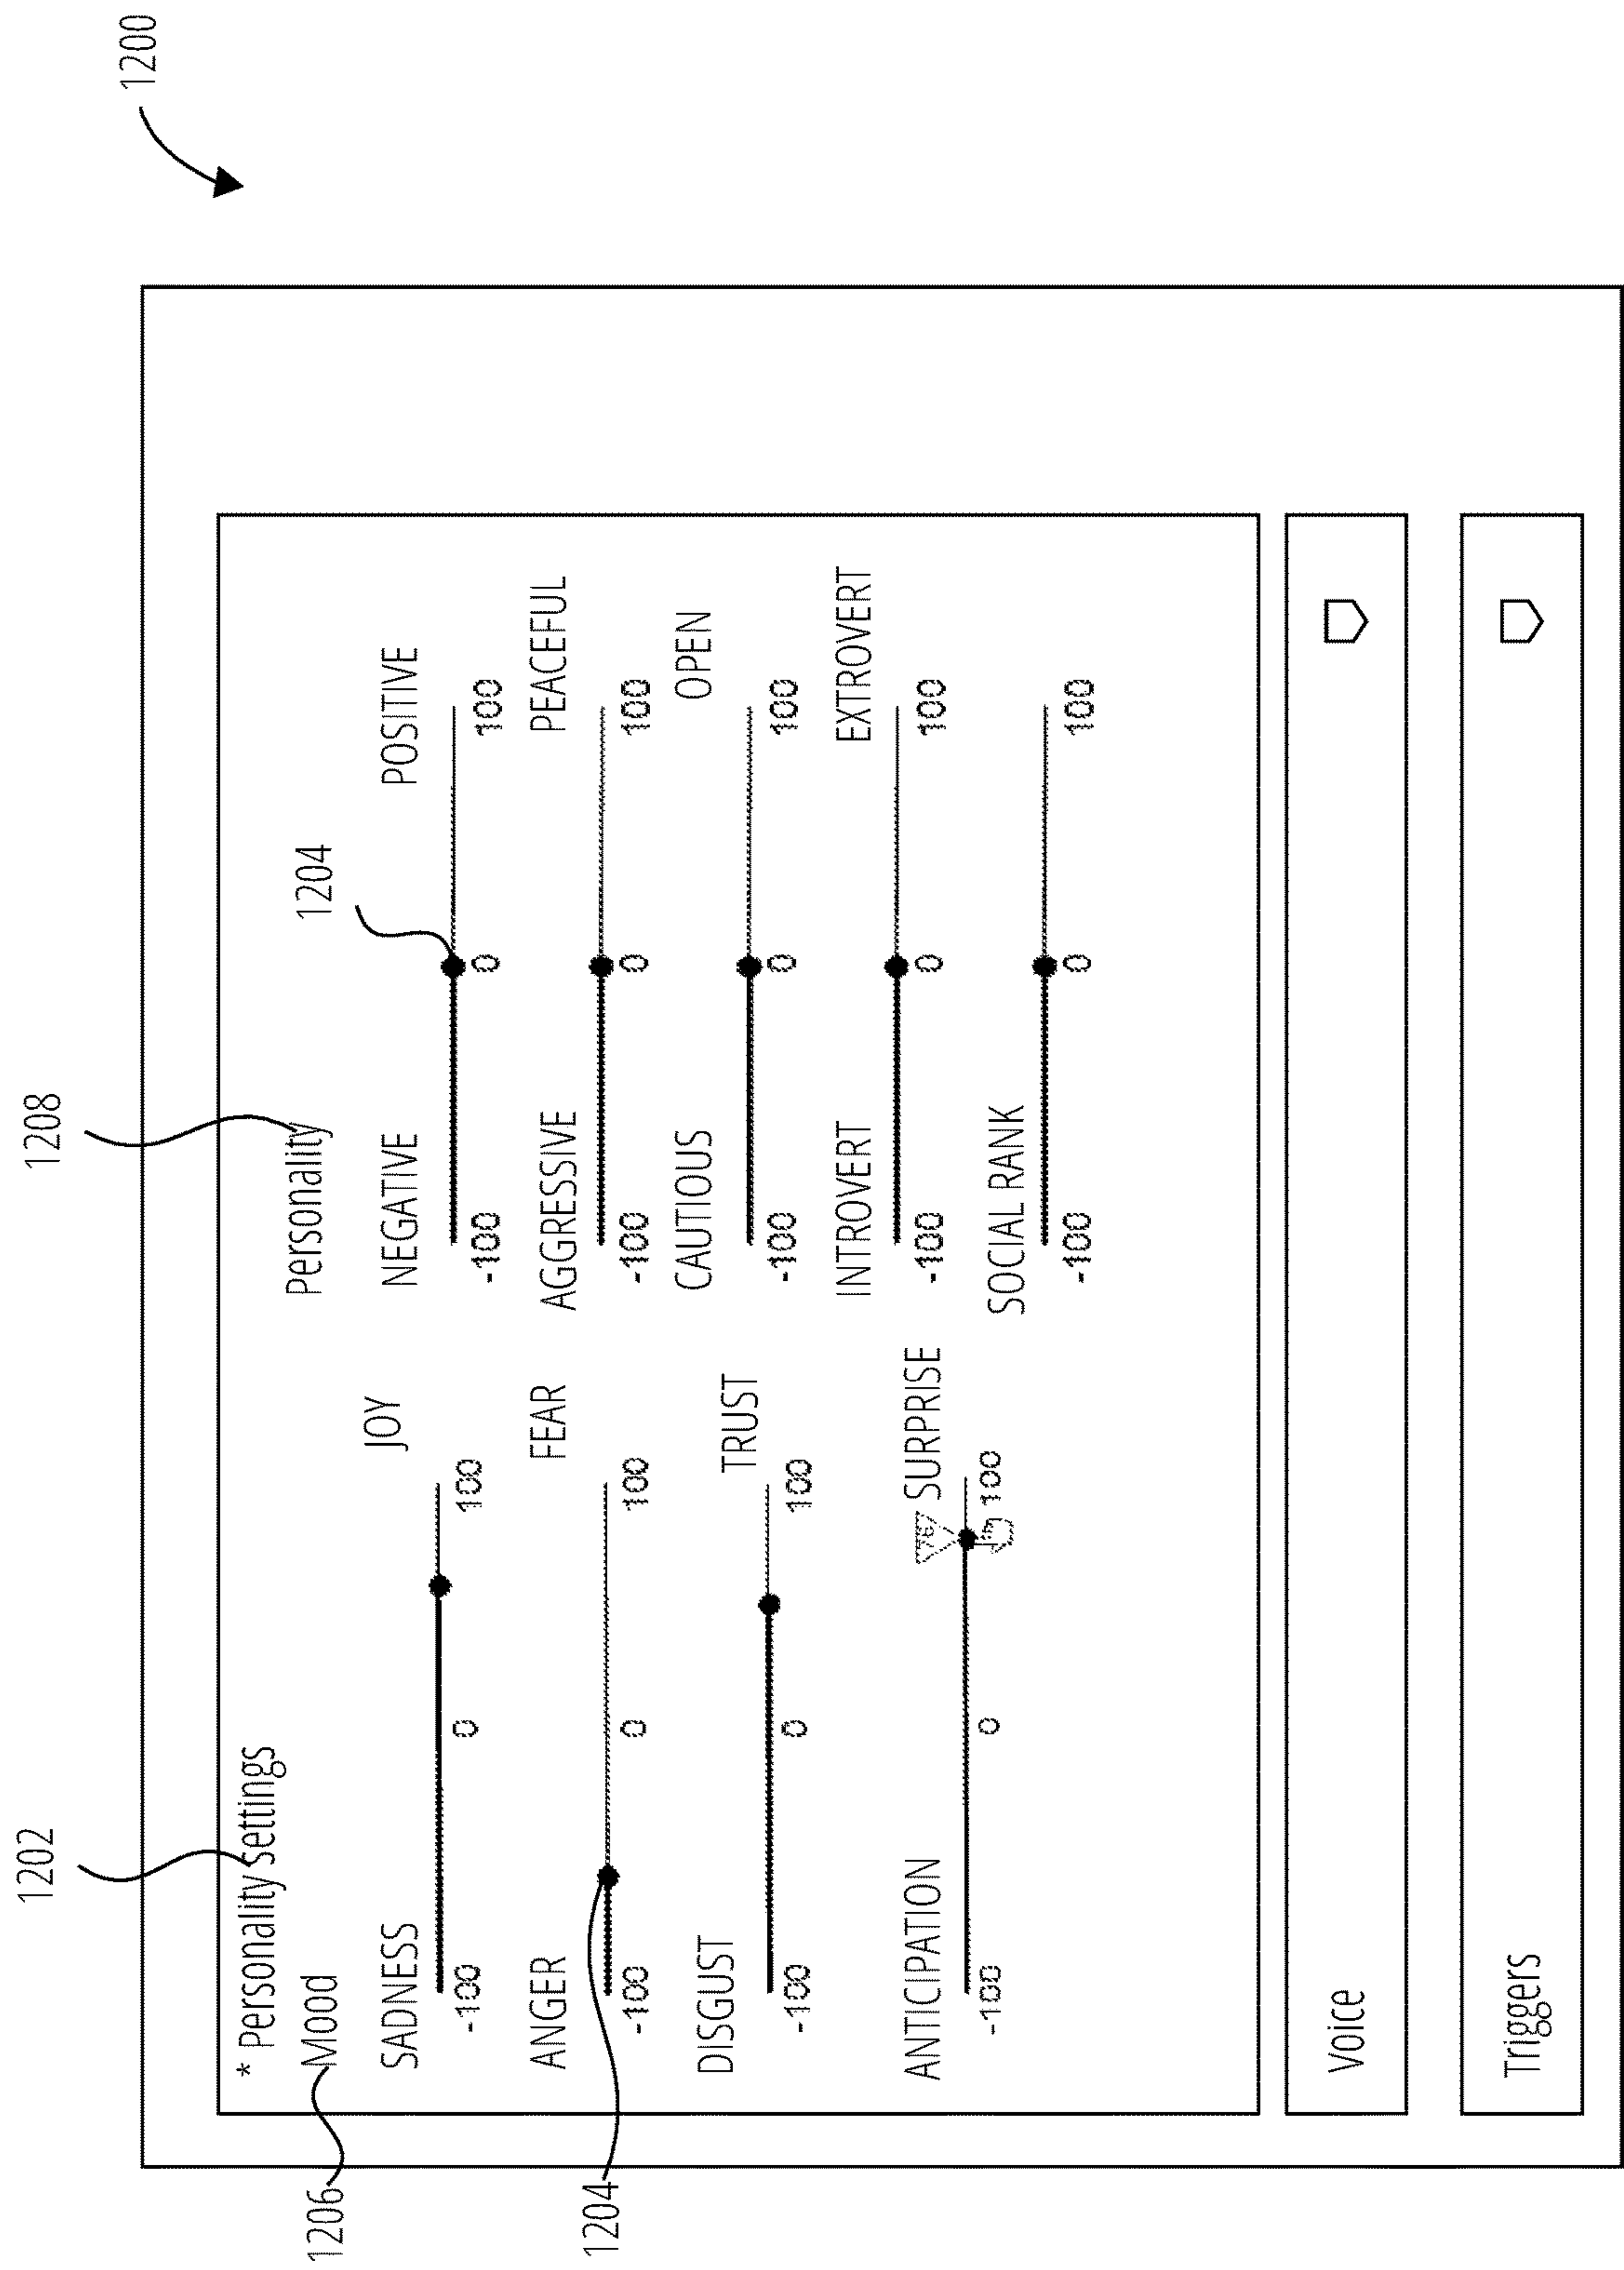 1200
1202
1208
* Personality settings
Mood
Personality
1206
1204
SADNESS JOY
-100 0 100
ANGER FEAR
-100 0 100
1204
DISGUST TRUST
-100 0 100
ANTICIPATION SURPRISE
-100 0 100
NEGATIVE POSITIVE
-100 0 100
AGGRESSIVE PEACEFUL
-100 0 100
CAUTIOUS OPEN
-100 0 100
INTROVERT EXTROVERT
-100 0 100
SOCIAL RANK
-100 0 100
Voice
Triggers